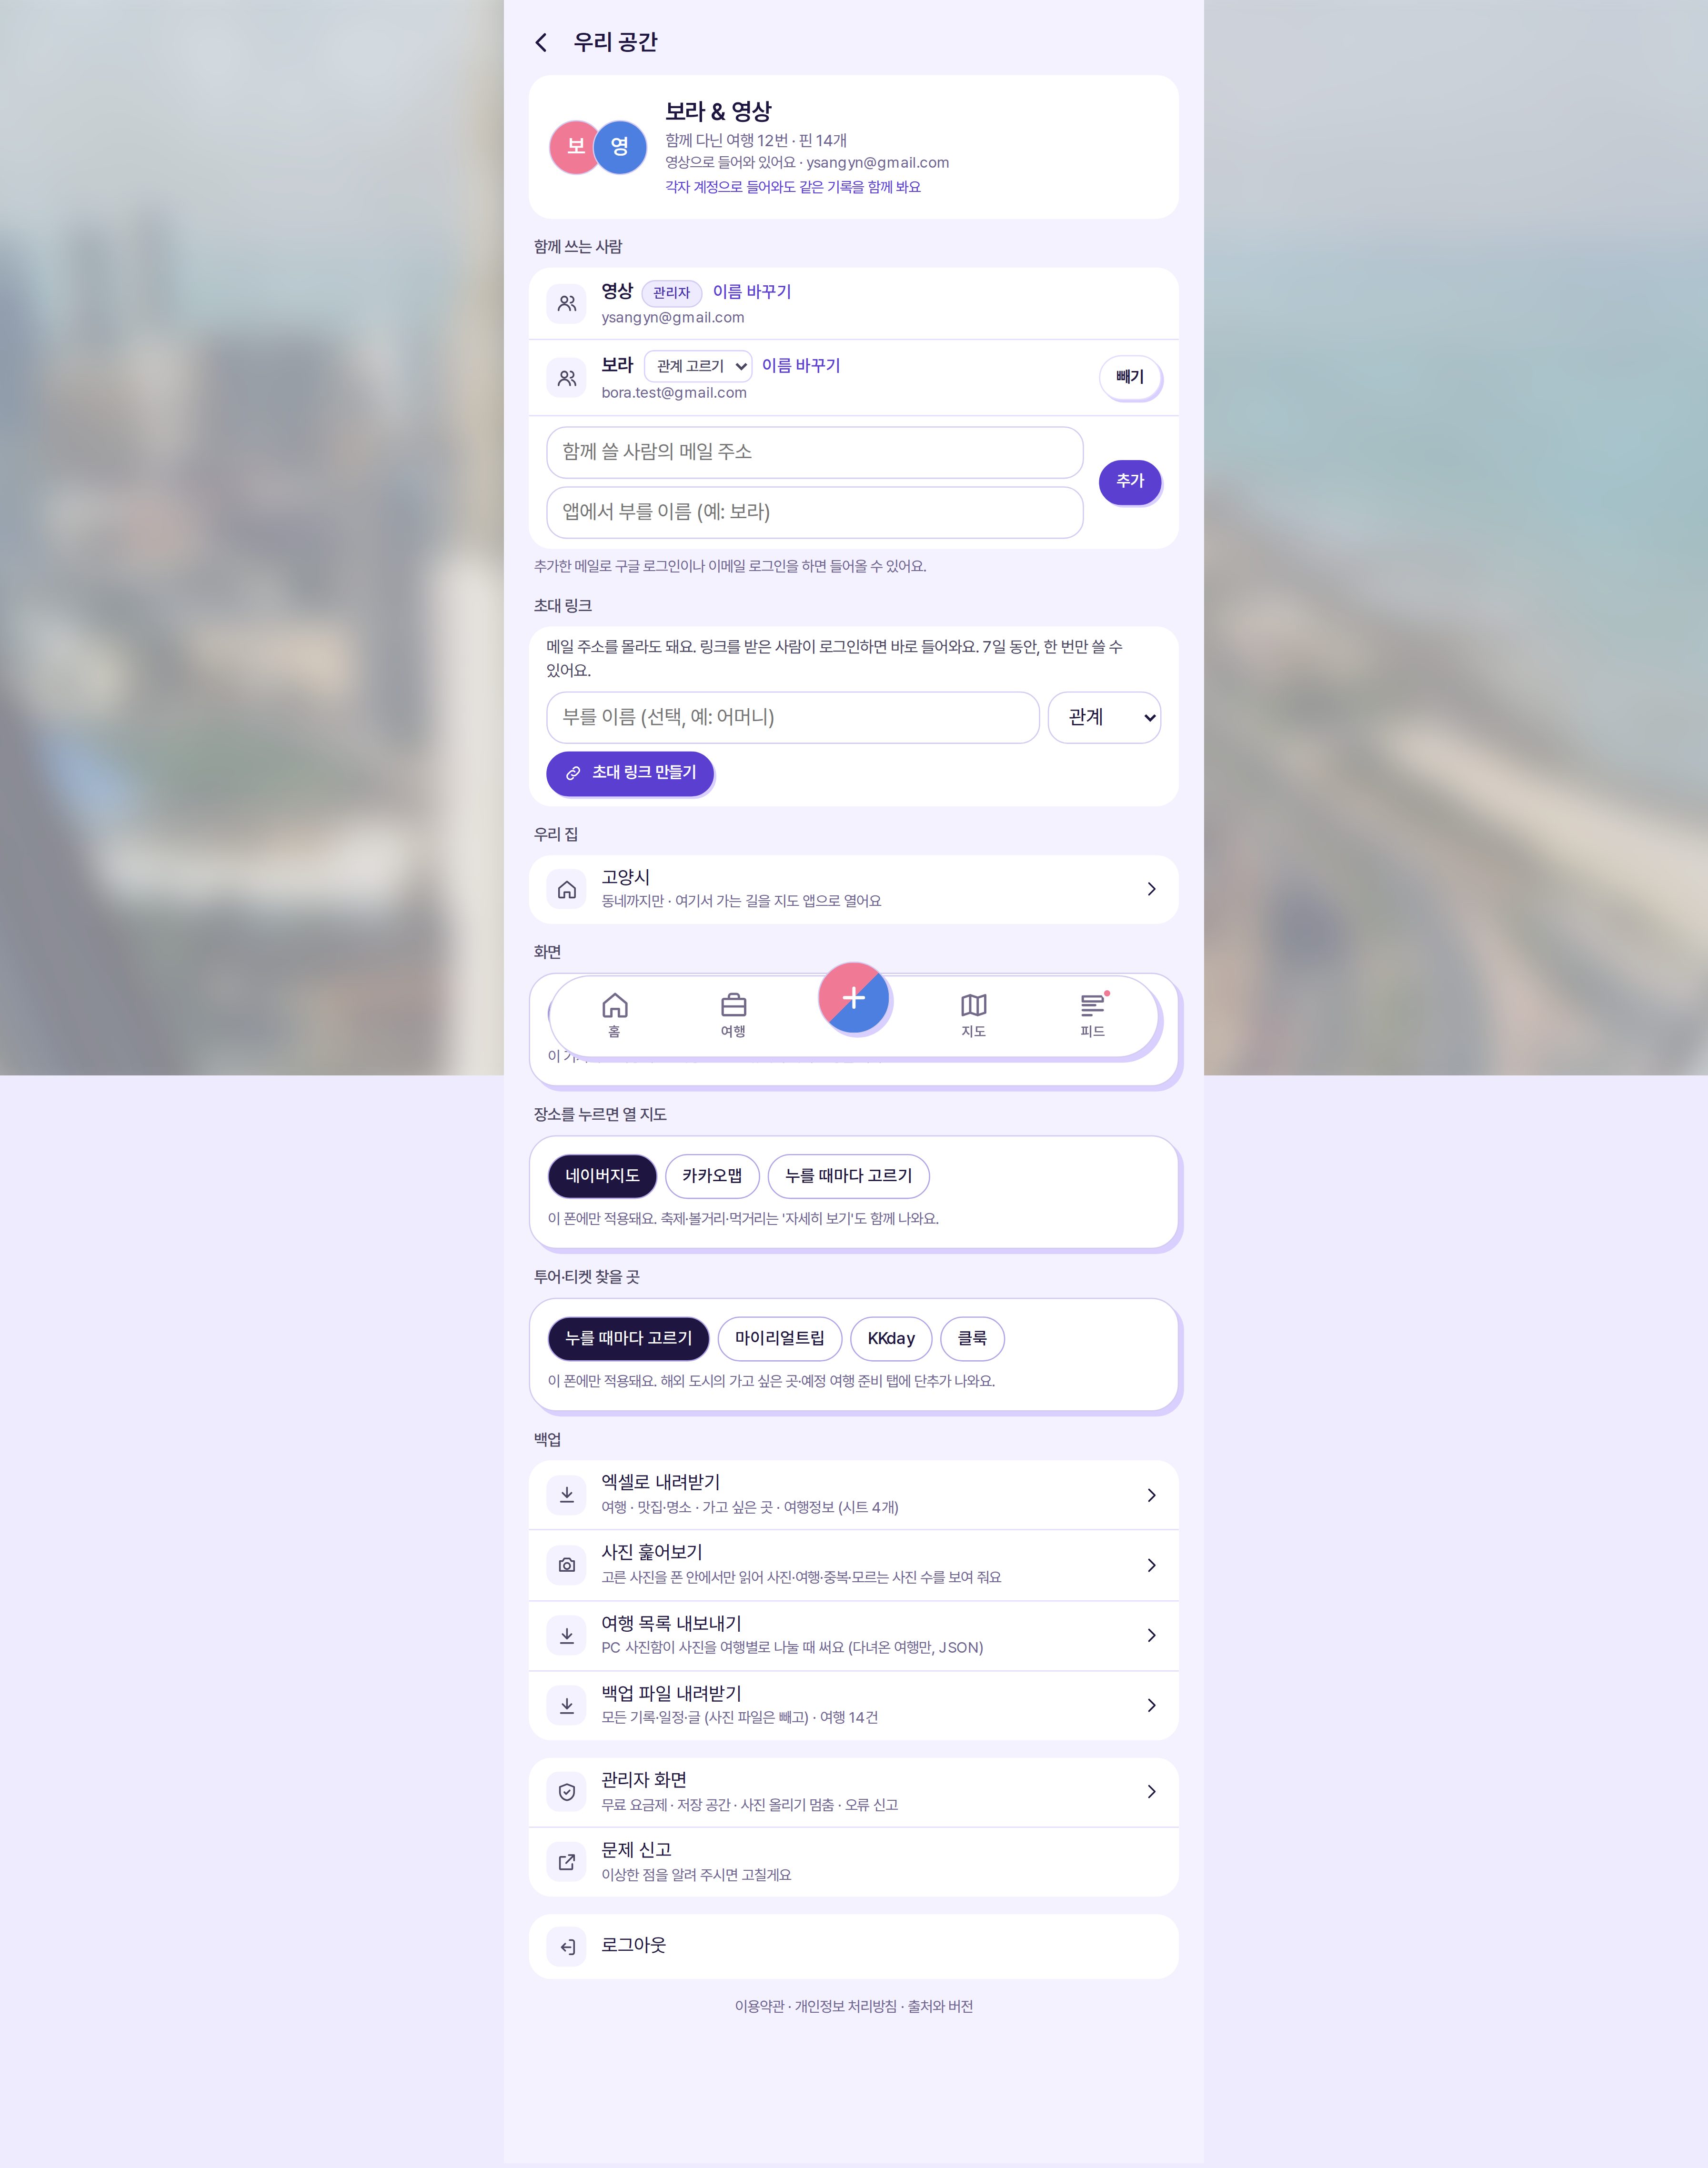 우리 공간
보 영
보라 & 영상
함께 다닌 여행 12번 · 핀 14개
영상으로 들어와 있어요 · ysangyn@gmail.com
각자 계정으로 들어와도 같은 기록을 함께 봐요
함께 쓰는 사람
영상 관리자 이름 바꾸기
ysangyn@gmail.com
보라 관계 고르기 이름 바꾸기
bora.test@gmail.com
빼기
함께 쓸 사람의 메일 주소
앱에서 부를 이름 (예: 보라)
추가
추가한 메일로 구글 로그인이나 이메일 로그인을 하면 들어올 수 있어요.
초대 링크
메일 주소를 몰라도 돼요. 링크를 받은 사람이 로그인하면 바로 들어와요. 7일 동안, 한 번만 쓸 수
있어요.
부를 이름 (선택, 예: 어머니) 관계
초대 링크 만들기
우리 집
고양시
동네까지만 · 여기서 가는 길을 지도 앱으로 열어요
화면
홈 여행 지도 피드
이
장소를 누르면 열 지도
네이버지도 카카오맵 누를 때마다 고르기
이 폰에만 적용돼요. 축제·볼거리·먹거리는 '자세히 보기'도 함께 나와요.
투어·티켓 찾을 곳
누를 때마다 고르기 마이리얼트립 KKday 클룩
이 폰에만 적용돼요. 해외 도시의 가고 싶은 곳·예정 여행 준비 탭에 단추가 나와요.
백업
엑셀로 내려받기
여행 · 맛집·명소 · 가고 싶은 곳 · 여행정보 (시트 4개)
사진 훑어보기
고른 사진을 폰 안에서만 읽어 사진·여행·중복·모르는 사진 수를 보여 줘요
여행 목록 내보내기
PC 사진함이 사진을 여행별로 나눌 때 써요 (다녀온 여행만, JSON)
백업 파일 내려받기
모든 기록·일정·글 (사진 파일은 빼고) · 여행 14건
관리자 화면
무료 요금제 · 저장 공간 · 사진 올리기 멈춤 · 오류 신고
문제 신고
이상한 점을 알려 주시면 고칠게요
로그아웃
이용약관 · 개인정보 처리방침 · 출처와 버전